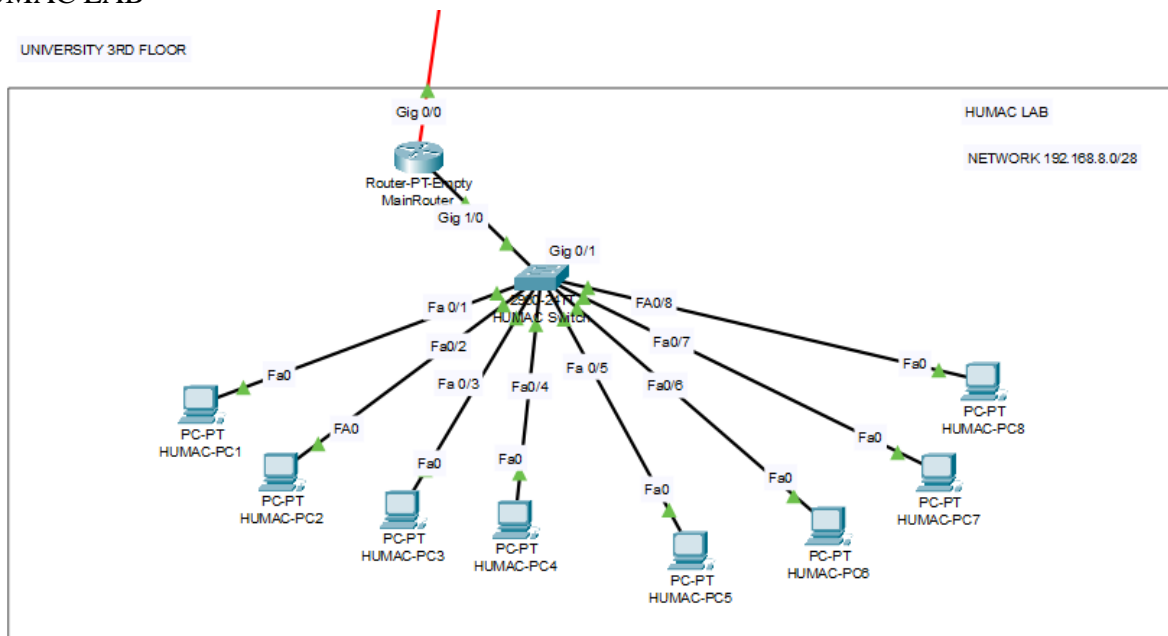 UNIVERSITY 3RD FLOOR
Gig 0/0
HUMAC LAB
NETWORK 192.168.8.0/28
Router-PT-Empty
MainRouter
Gig 1/0
Gig 0/1
HUMAC Switch
Fa 0/1
FA0/8
Fa0/2
Fa0/7
Fa 0/3
Fa0/4
Fa 0/5
Fa0/6
Fa0
PC-PT
HUMAC-PC1
FA0
PC-PT
HUMAC-PC2
Fa0
PC-PT
HUMAC-PC3
Fa0
PC-PT
HUMAC-PC4
Fa0
PC-PT
HUMAC-PC5
Fa0
PC-PT
HUMAC-PC6
Fa0
PC-PT
HUMAC-PC7
Fa0
PC-PT
HUMAC-PC8